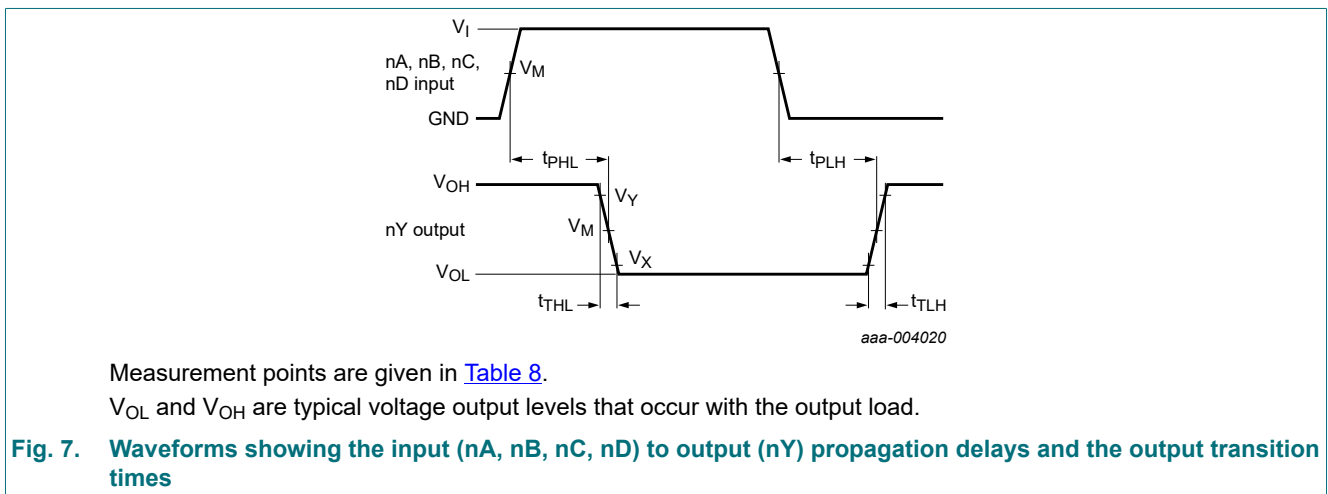 VI
nA, nB, nC,
nD input
VM
GND
tPHL
tPLH
VOH
VY
nY output
VM
VX
VOL
tTHL
tTLH
aaa-004020
Measurement points are given in Table 8.
VOL and VOH are typical voltage output levels that occur with the output load.
Fig. 7. Waveforms showing the input (nA, nB, nC, nD) to output (nY) propagation delays and the output transition
times